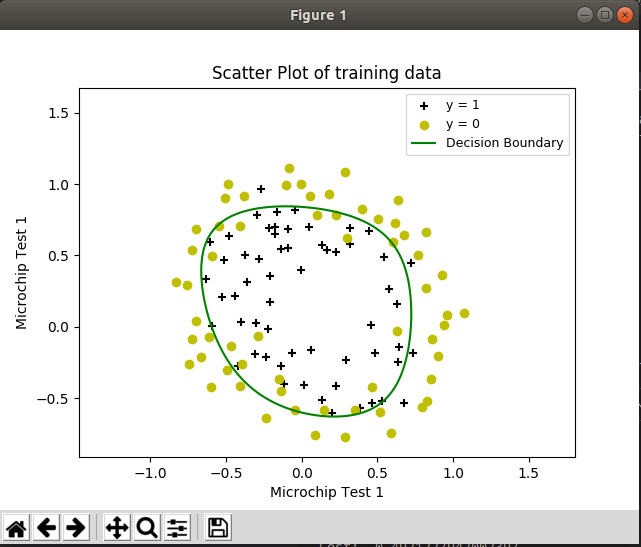 Figure 1
Scatter Plot of training data
y = 1
y = 0
Decision Boundary
1.5
1.0
0.5
0.0
−0.5
Microchip Test 1
−1.0 −0.5 0.0 0.5 1.0 1.5
Microchip Test 1